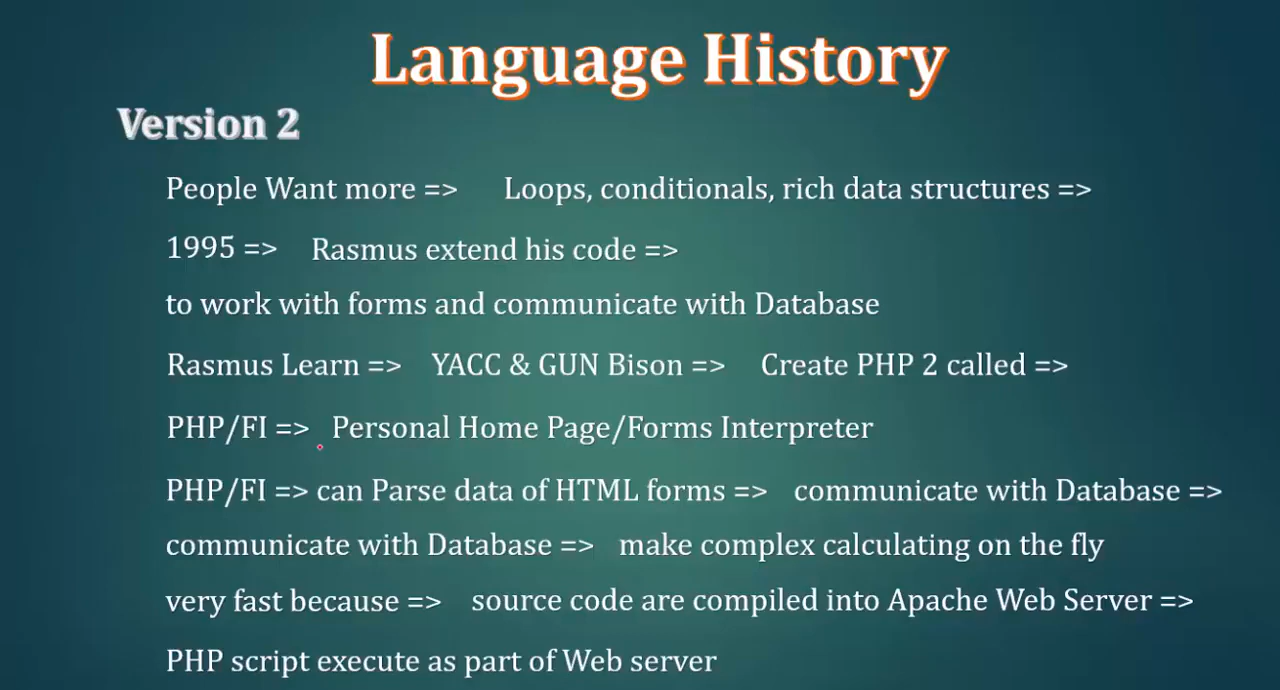 Language History
Version 2
People Want more => Loops, conditionals, rich data structures =>
1995 => Rasmus extend his code =>
to work with forms and communicate with Database
Rasmus Learn => YACC & GUN Bison => Create PHP 2 called =>
PHP/FI => Personal Home Page/Forms Interpreter
PHP/FI => can Parse data of HTML forms => communicate with Database =>
communicate with Database => make complex calculating on the fly
very fast because => source code are compiled into Apache Web Server =>
PHP script execute as part of Web server